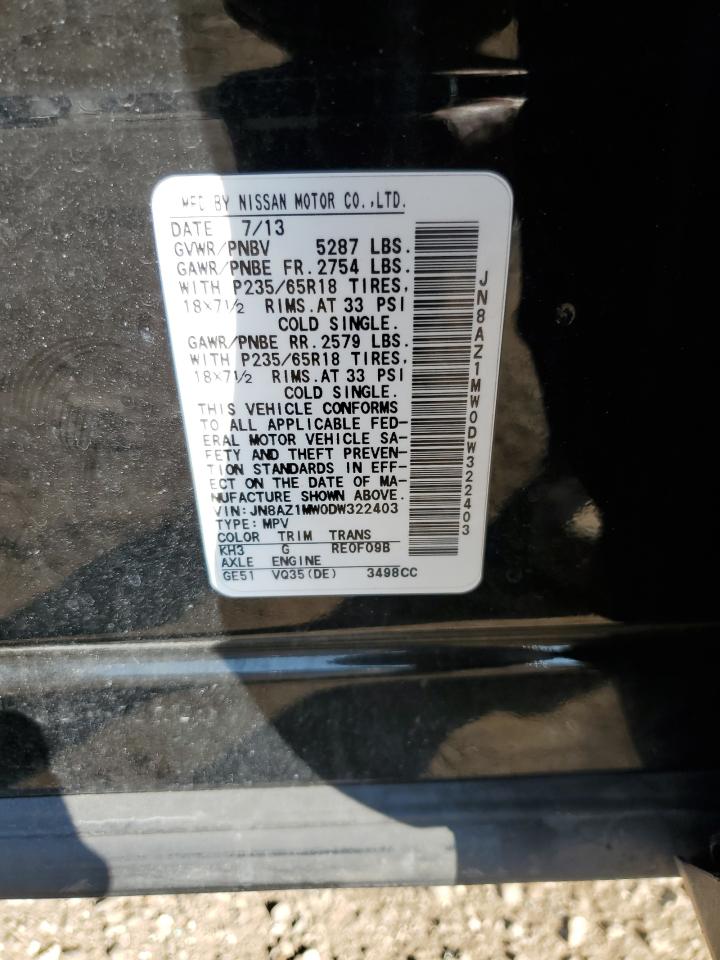 MFD BY NISSAN MOTOR CO.,LTD.
DATE 7/13
GVWR/PNBV 5287 LBS.
GAWR/PNBE FR. 2754 LBS.
WITH P235/65R18 TIRES,
18×7½ RIMS.AT 33 PSI
COLD SINGLE.
GAWR/PNBE RR. 2579 LBS.
WITH P235/65R18 TIRES,
18×7½ RIMS.AT 33 PSI
COLD SINGLE.
THIS VEHICLE CONFORMS
TO ALL APPLICABLE FED-
ERAL MOTOR VEHICLE SA-
FETY AND THEFT PREVEN-
TION STANDARDS IN EFF-
ECT ON THE DATE OF MA-
NUFACTURE SHOWN ABOVE.
VIN: JN8AZ1MW0DW322403
TYPE: MPV
COLOR TRIM TRANS
KH3 G RE0F09B
AXLE ENGINE
GE51 VQ35(DE) 3498CC
JN8AZ1MW0DW322403